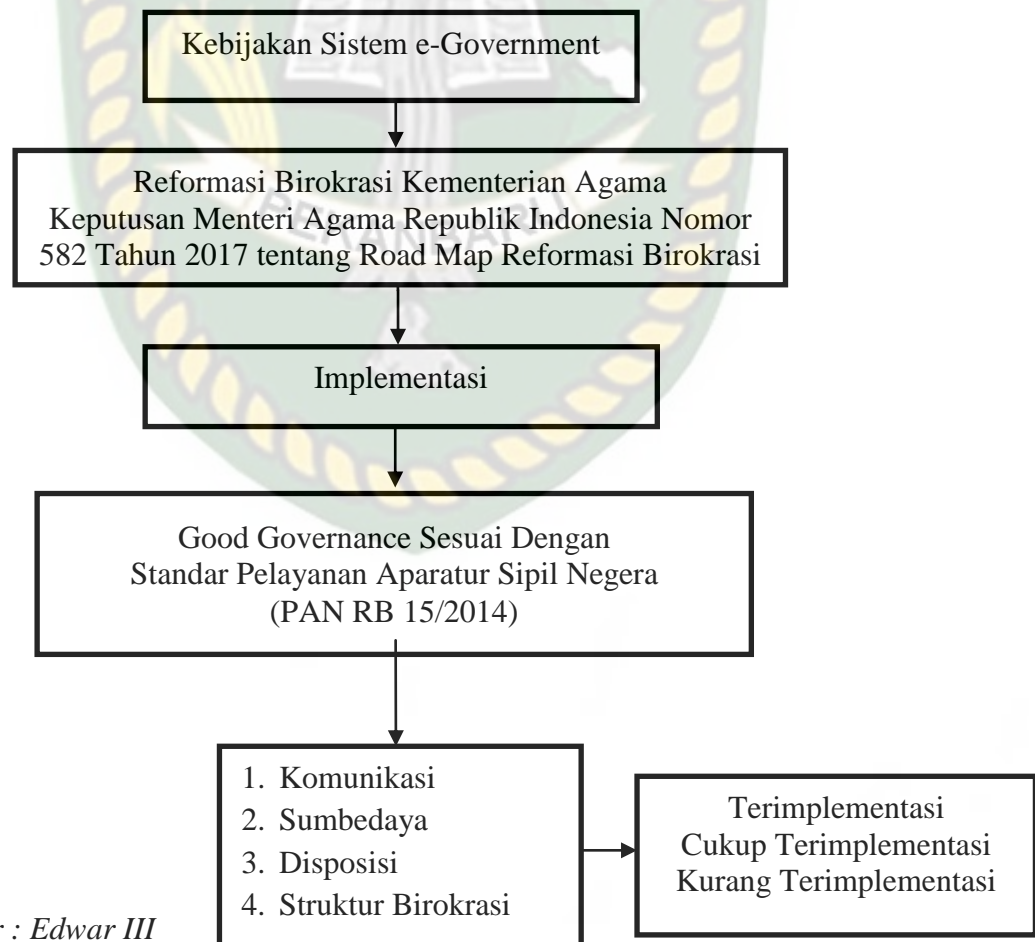 Kebijakan Sistem e-Government
Reformasi Birokrasi Kementerian Agama
Keputusan Menteri Agama Republik Indonesia Nomor
582 Tahun 2017 tentang Road Map Reformasi Birokrasi
Implementasi
Good Governance Sesuai Dengan
Standar Pelayanan Aparatur Sipil Negera
(PAN RB 15/2014)
1. Komunikasi
2. Sumbedaya
3. Disposisi
4. Struktur Birokrasi
Terimplementasi
Cukup Terimplementasi
Kurang Terimplementasi
: Edwar III